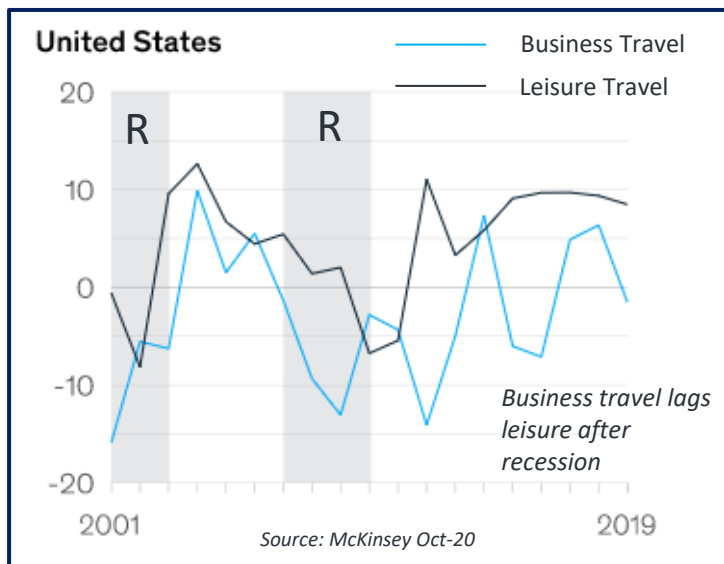 United States
Business Travel
Leisure Travel
20
R
R
10
0
-10
Business travel lags
leisure after
recession
-20
2001
2019
Source: McKinsey Oct-20